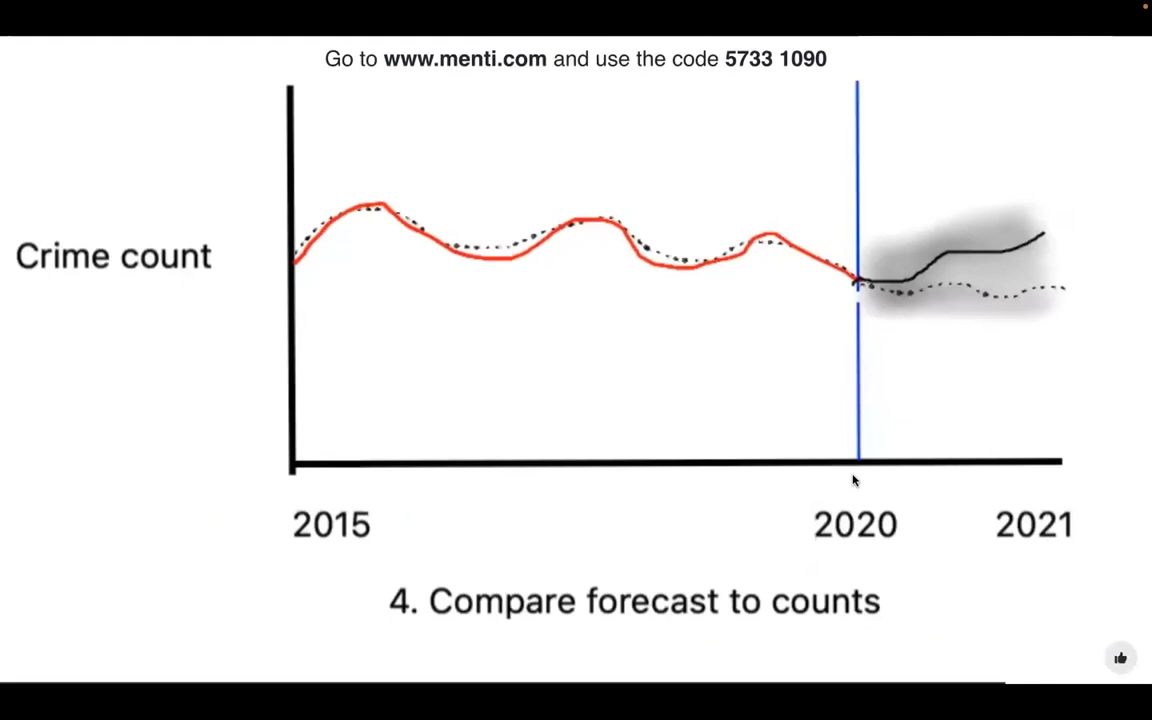 Go to www.menti.com and use the code 5733 1090
Crime count
2015 2020 2021
4. Compare forecast to counts